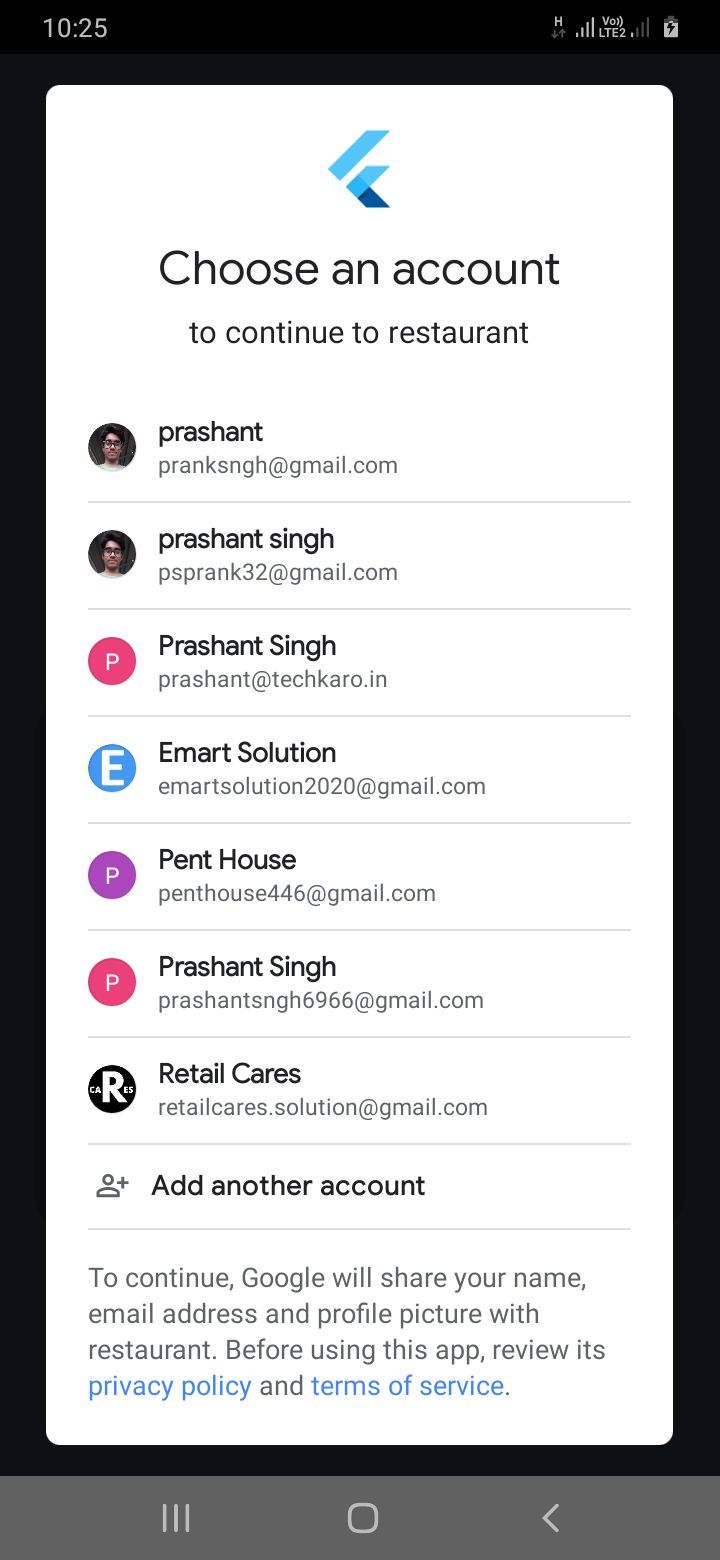 10:25
H
Vo))
LTE2
Choose an account
to continue to restaurant
prashant
pranksngh@gmail.com
prashant singh
psprank32@gmail.com
P
Prashant Singh
prashant@techkaro.in
E
Emart Solution
emartsolution2020@gmail.com
P
Pent House
penthouse446@gmail.com
P
Prashant Singh
prashantsngh6966@gmail.com
CARES
Retail Cares
retailcares.solution@gmail.com
Add another account
To continue, Google will share your name,
email address and profile picture with
restaurant. Before using this app, review its
privacy policy and terms of service.